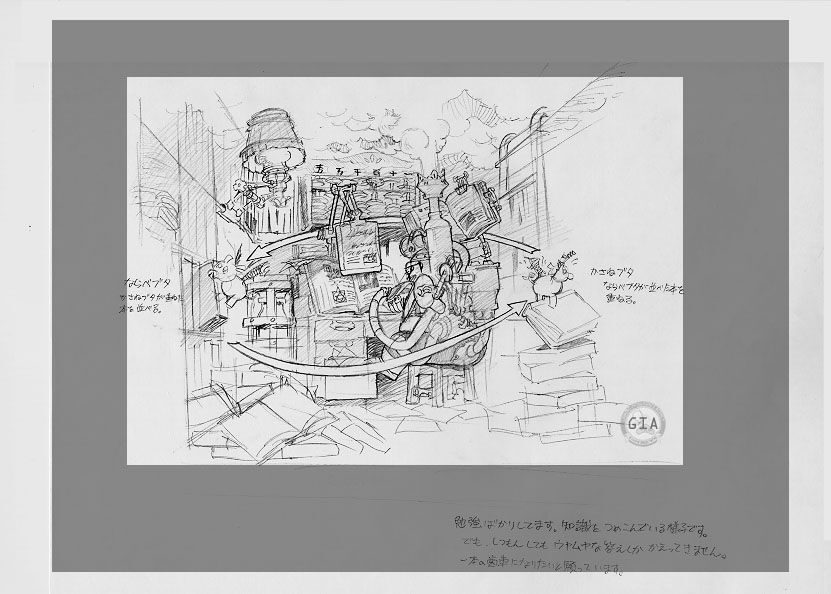 ならべブタ
かさねブタが重ねた
本を並べる。
かさねブタ
ならべブタが並べた本を
重ねる。
GIA
勉強ばかりしてます。知識をつめこんでいる様子です。
でも、しつもんしてもウヤムヤな答えしかかえってきません。
一本の歯車になりたいと願っています。